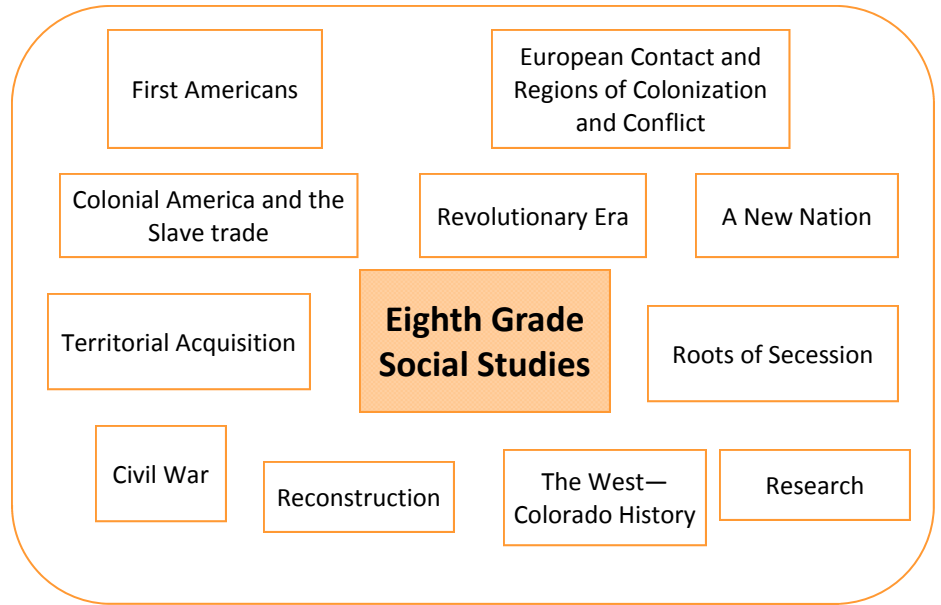 First Americans
European Contact and
Regions of Colonization
and Conflict
Colonial America and the
Slave trade
Revolutionary Era
A New Nation
Territorial Acquisition
Eighth Grade
Social Studies
Roots of Secession
Civil War
Reconstruction
The West—
Colorado History
Research